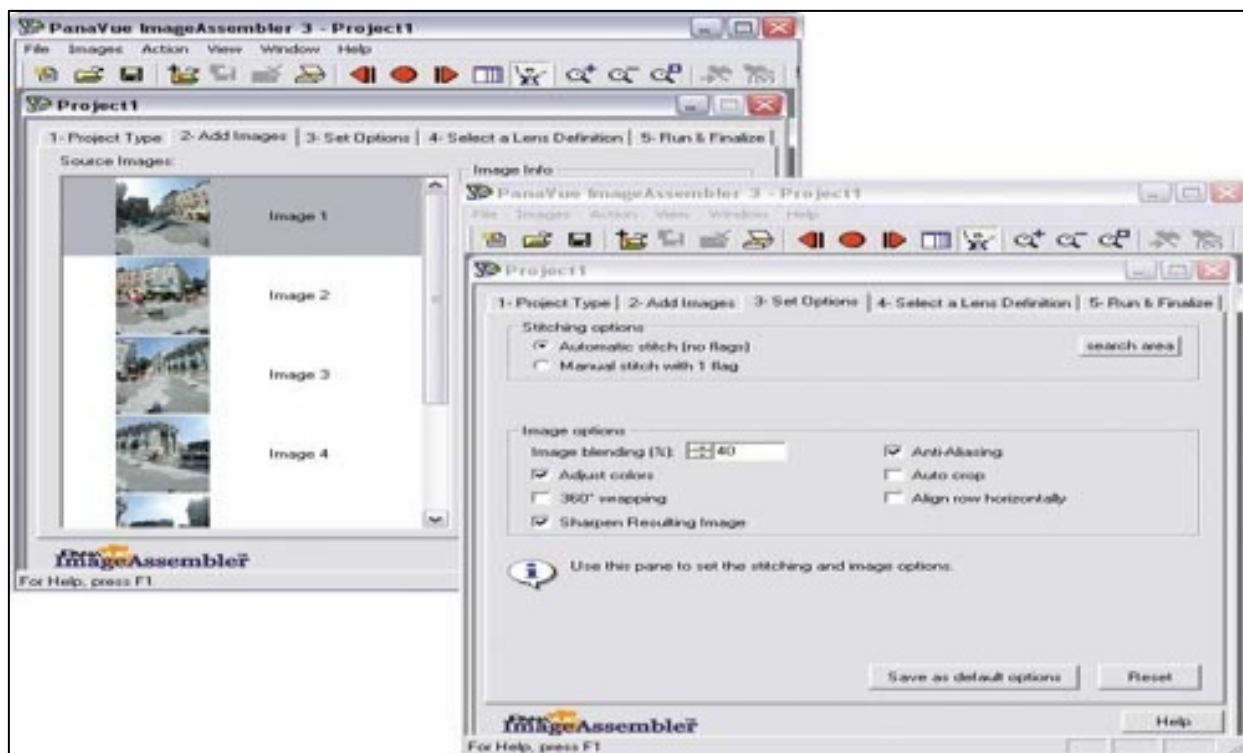 PanaVue ImageAssembler 3 - Project1
File Images Action View Window Help
Project1
1- Project Type 2- Add Images 3- Set Options 4- Select a Lens Definition 5- Run & Finalize
Source Images:
Image Info
Image 1
Image 2
Image 3
Image 4
ImageAssembler
For Help, press F1
PanaVue ImageAssembler 3 - Project1
File Images Action View Window Help
Project1
1- Project Type 2- Add Images 3- Set Options 4- Select a Lens Definition 5- Run & Finalize
Stitching options
Automatic stitch (no flags)
search area
Manual stitch with 1 flag
Image options
Image blending (%): 40
Anti-Aliasing
Adjust colors
Auto crop
360° wrapping
Align row horizontally
Sharpen Resulting Image
Use this pane to set the stitching and image options.
Save as default options
Reset
ImageAssembler
Help
For Help, press F1